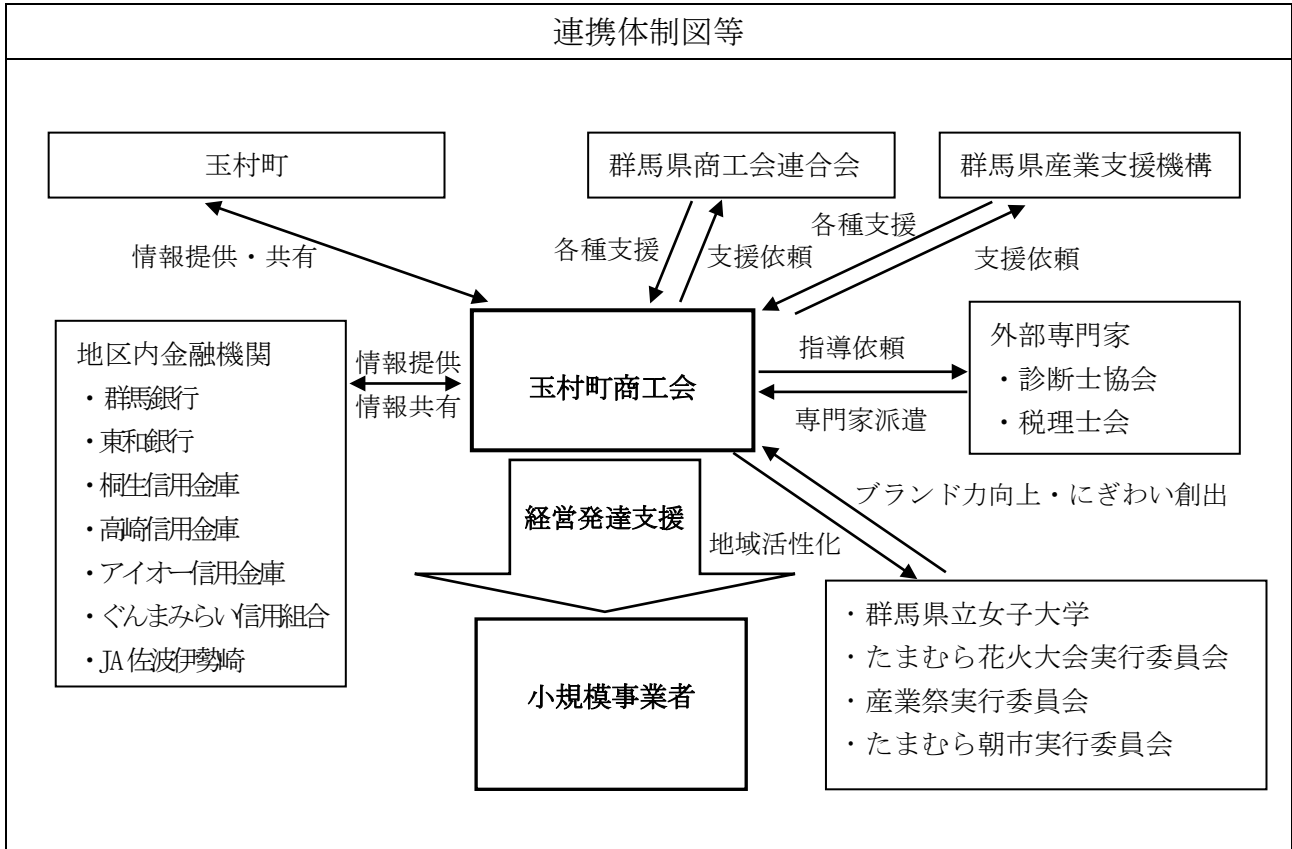 連携体制図等
玉村町
群馬県商工会連合会
群馬県産業支援機構
情報提供・共有
各種支援
支援依頼
各種支援
支援依頼
地区内金融機関
・群馬銀行
・東和銀行
・桐生信用金庫
・高崎信用金庫
・アイオー信用金庫
・ぐんまみらい信用組合
・JA佐波伊勢崎
情報提供
情報共有
玉村町商工会
指導依頼
専門家派遣
外部専門家
・診断士協会
・税理士会
経営発達支援
地域活性化
ブランド力向上・にぎわい創出
小規模事業者
・群馬県立女子大学
・たまむら花火大会実行委員会
・産業祭実行委員会
・たまむら朝市実行委員会